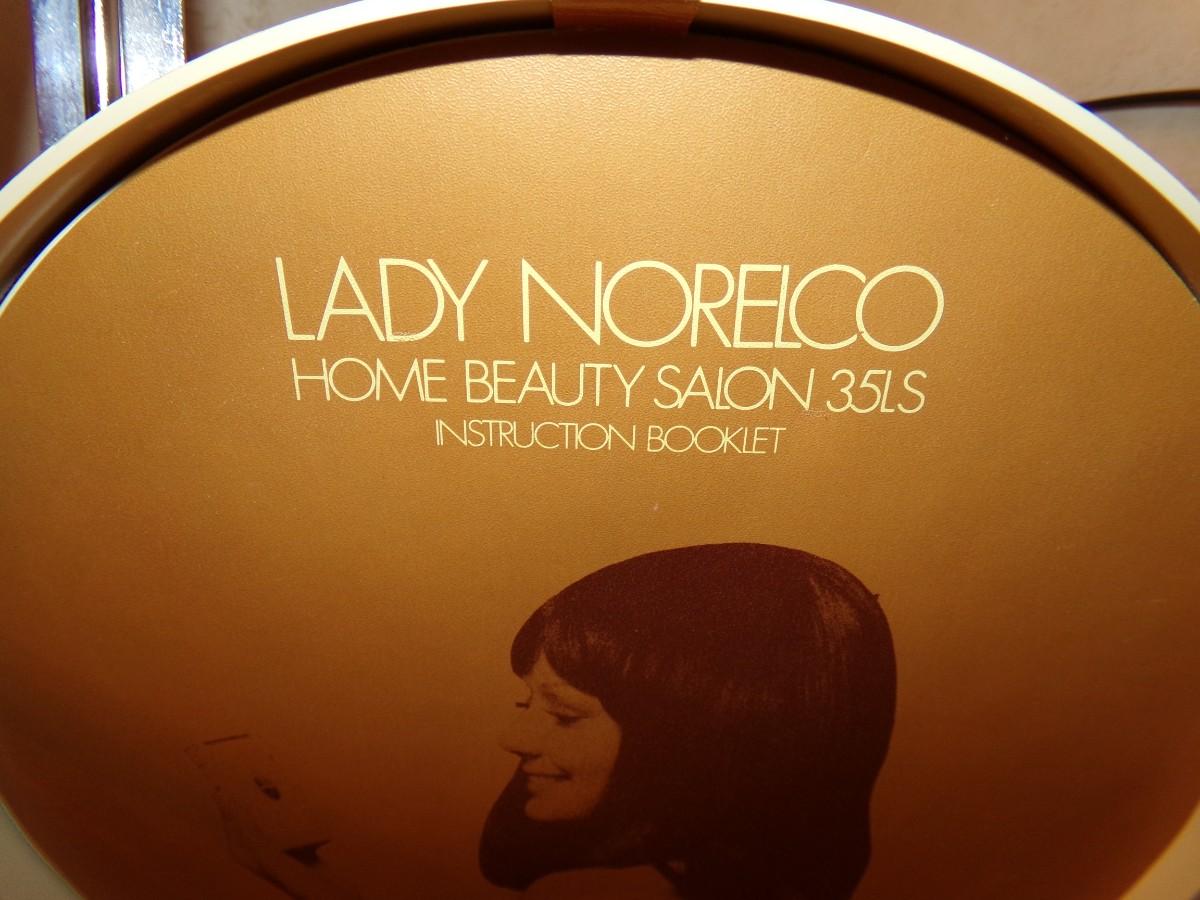 LADY NORELCO
HOME BEAUTY SALON 35LS
INSTRUCTION BOOKLET